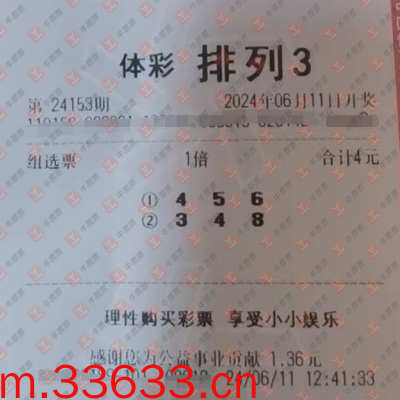 体彩 排列3
第 24153期 2024年06月11日开奖
组选票 1倍 合计4元
① 4 5 6
② 3 4 8
理性购买彩票 享受小小娱乐
感谢您为公益事业贡献 1.36元
24/06/11 12:41:33
m.33633.cn